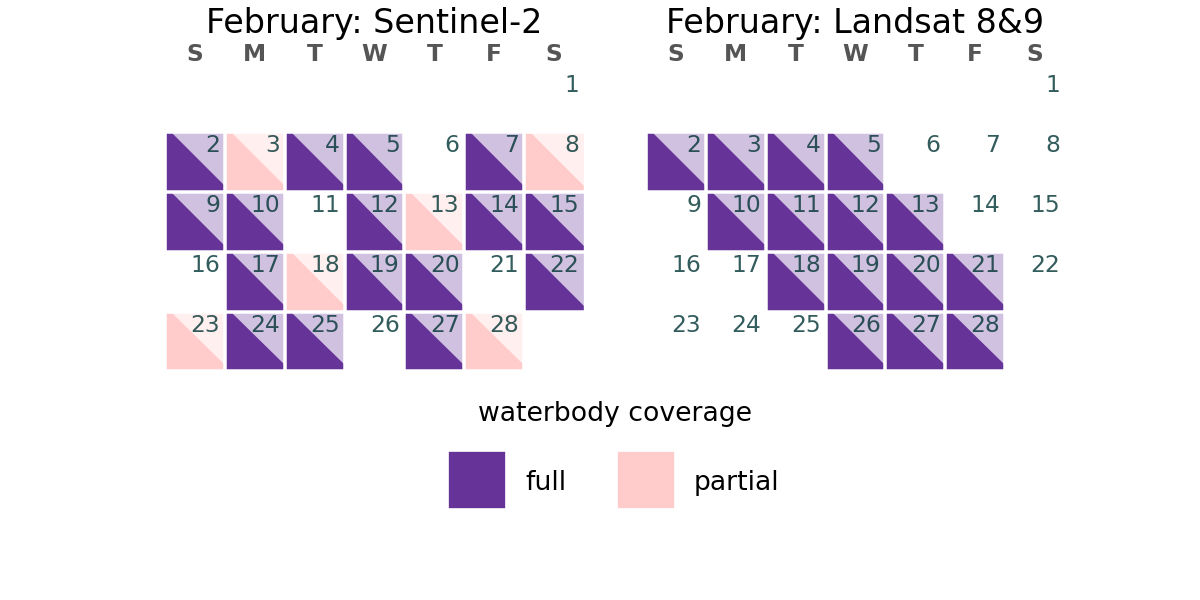 February: Sentinel-2
S M T W T F S
1
2 3 4 5 6 7 8
9 10 11 12 13 14 15
16 17 18 19 20 21 22
23 24 25 26 27 28
February: Landsat 8&9
S M T W T F S
1
2 3 4 5 6 7 8
9 10 11 12 13 14 15
16 17 18 19 20 21 22
23 24 25 26 27 28
waterbody coverage
full partial